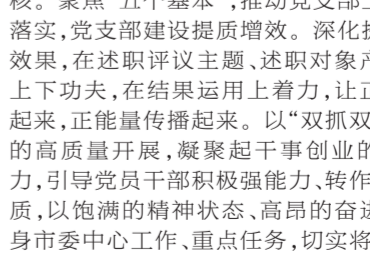 核。聚焦“五个基本”,推动党支部工
落实,党支部建设提质增效。深化提
效果,在述职评议主题、述职对象产
上下功夫,在结果运用上着力,让正
起来,正能量传播起来。以“双抓双
的高质量开展,凝聚起干事创业的
力,引导党员干部积极强能力、转作
质,以饱满的精神状态、高昂的奋进
身市委中心工作、重点任务,切实将